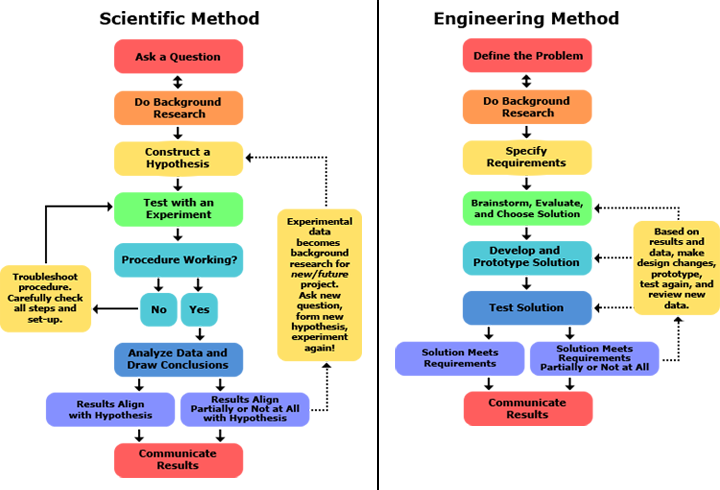 Scientific Method
Ask a Question
Do Background
Research
Construct a
Hypothesis
Test with an
Experiment
Procedure Working?
No
Yes
Troubleshoot
procedure.
Carefully check
all steps and
set-up.
Experimental
data
becomes
background
research for
new/future
project.
Ask new
question,
form new
hypothesis,
experiment
again!
Analyze Data and
Draw Conclusions
Results Align
with Hypothesis
Results Align
Partially or Not at All
with Hypothesis
Communicate
Results
Engineering Method
Define the Problem
Do Background
Research
Specify
Requirements
Brainstorm, Evaluate,
and Choose Solution
Develop and
Prototype Solution
Test Solution
Based on
results and
data, make
design changes,
prototype,
test again, and
review new
data.
Solution Meets
Requirements
Solution Meets
Requirements
Partially or Not at All
Communicate
Results